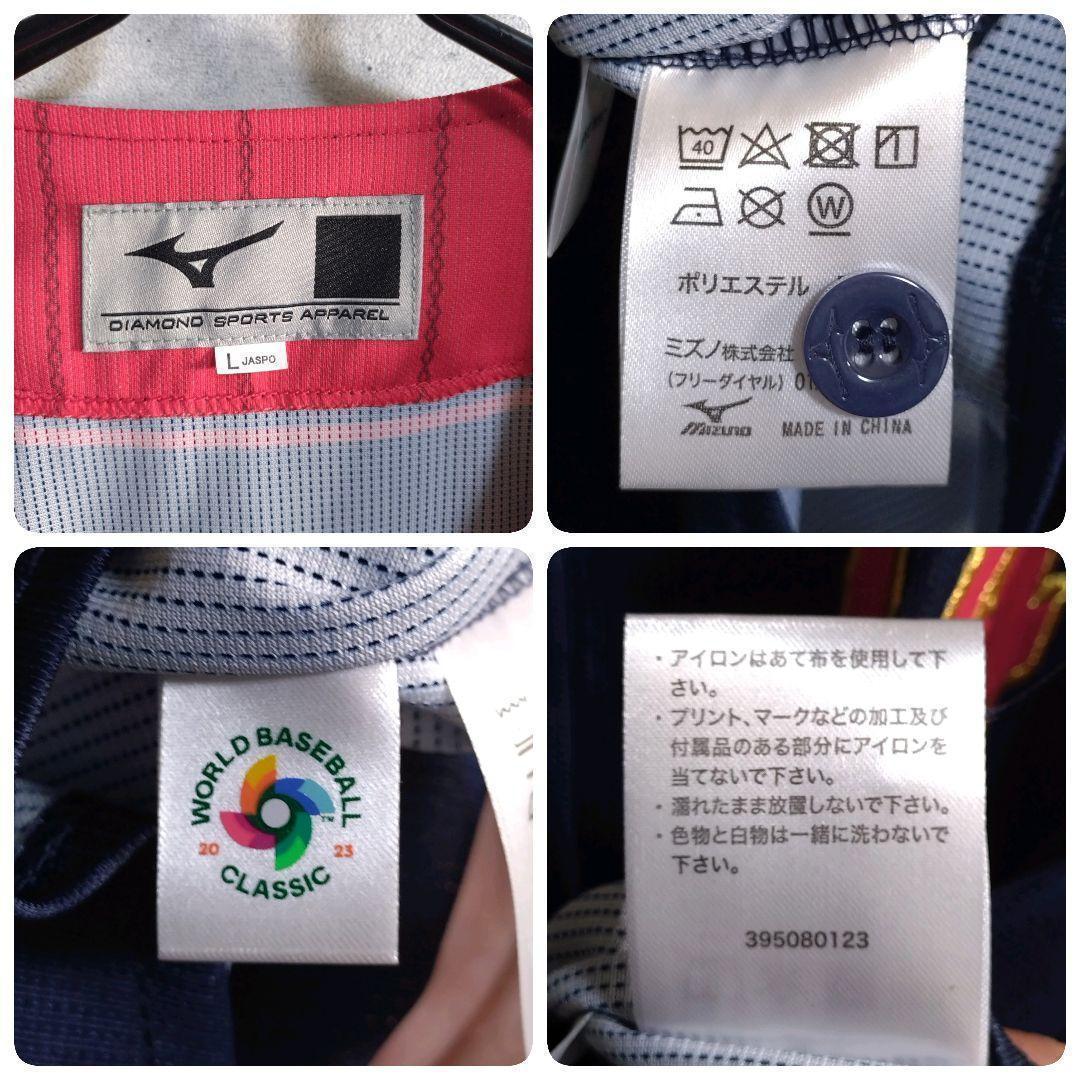 DIAMOND SPORTS APPAREL
L JASPO
40
W
ポリエステル
ミズノ株式会社
(フリーダイヤル) 01
MIZUNO MADE IN CHINA
WORLD BASEBALL
™
20 23
CLASSIC
・アイロンはあて布を使用して下
さい。
・プリント、マークなどの加工及び
付属品のある部分にアイロンを
当てないで下さい。
・濡れたまま放置しないで下さい。
・色物と白物は一緒に洗わないで
下さい。
395080123